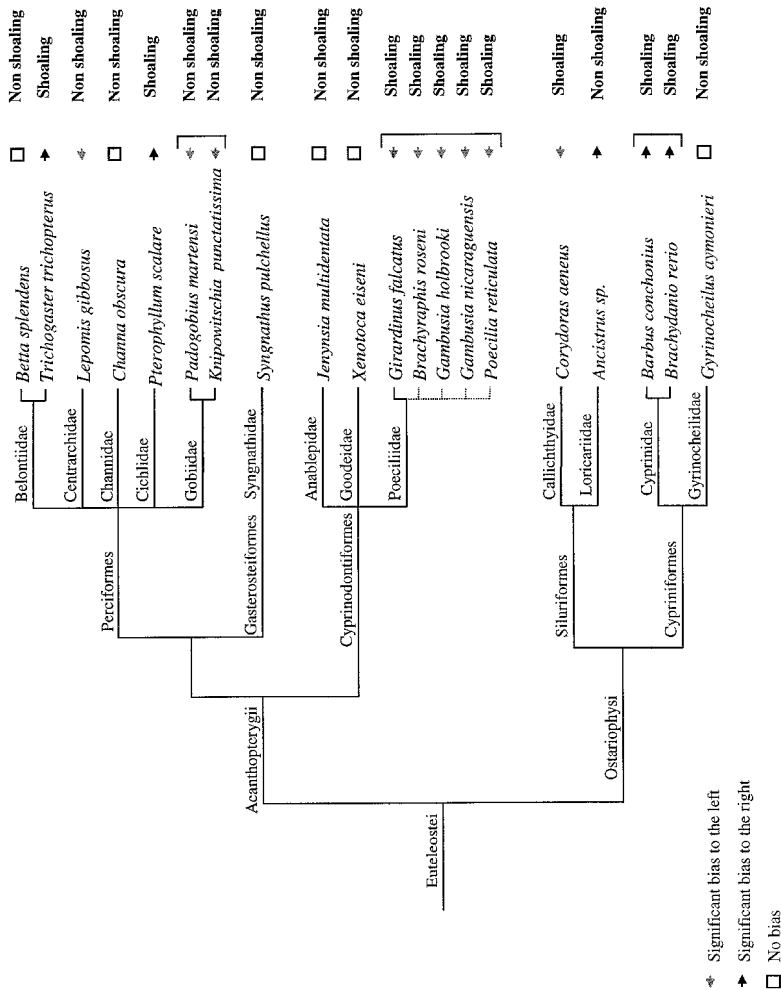 Betta splendens Non shoaling
Belontiidae
Trichogaster trichopterus Shoaling
Centrarchidae
Lepomis gibbosus Non shoaling
Channidae
Channa obscura Non shoaling
Perciformes
Cichlidae
Pterophyllum scalare Shoaling
Gobiidae
Padogobius martensi Non shoaling
Knipowitschia punctatissima Non shoaling
Acanthopterygii
Gasterosteiformes
Syngnathidae
Syngnathus pulchellus Non shoaling
Anablepidae
Jenynsia multidentata Non shoaling
Cyprinodontiformes
Goodeidae
Xenotoca eiseni Non shoaling
Poeciliidae
Girardinus falcatus Shoaling
Brachyraphis roseni Shoaling
Gambusia holbrooki Shoaling
Gambusia nicaraguensis Shoaling
Poecilia reticulata Shoaling
Euteleostei
Callichthyidae
Corydoras aeneus Shoaling
Siluriformes
Loricariidae
Ancistrus sp. Non shoaling
Ostariophysi
Cyprinidae
Barbus conchonius Shoaling
Brachydanio rerio Shoaling
Cypriniformes
Gyrinocheilidae
Gyrinocheilus aymonieri Non shoaling
Significant bias to the left
Significant bias to the right
No bias